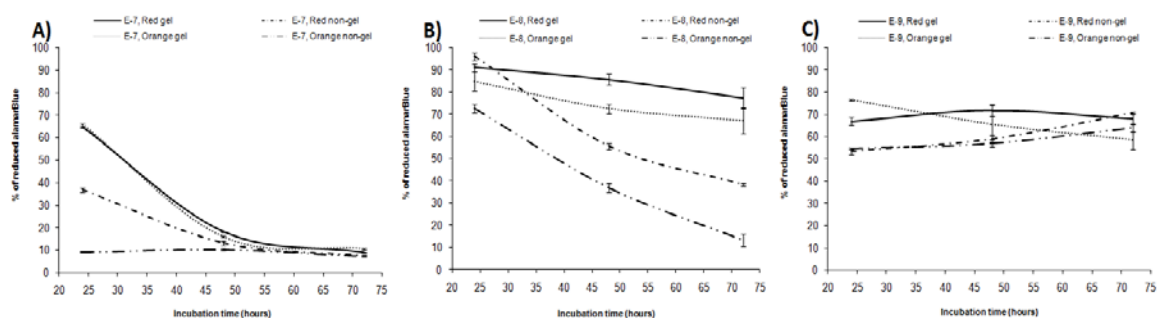 A)
E-7, Red gel
E-7, Red non-gel
E-7, Orange gel
E-7, Orange non-gel
% of reduced alamarBlue
100
90
80
70
60
50
40
30
20
10
0
20 25 30 35 40 45 50 55 60 65 70 75
Incubation time (hours)
B)
E-8, Red gel
E-8, Red non-gel
E-8, Orange gel
E-8, Orange non-gel
% of reduced alamarBlue
100
90
80
70
60
50
40
30
20
10
0
20 25 30 35 40 45 50 55 60 65 70 75
Incubation time (hours)
C)
E-9, Red gel
E-9, Red non-gel
E-9, Orange gel
E-9, Orange non-gel
% of reduced alamarBlue
100
90
80
70
60
50
40
30
20
10
0
20 25 30 35 40 45 50 55 60 65 70 75
Incubation time (hours)